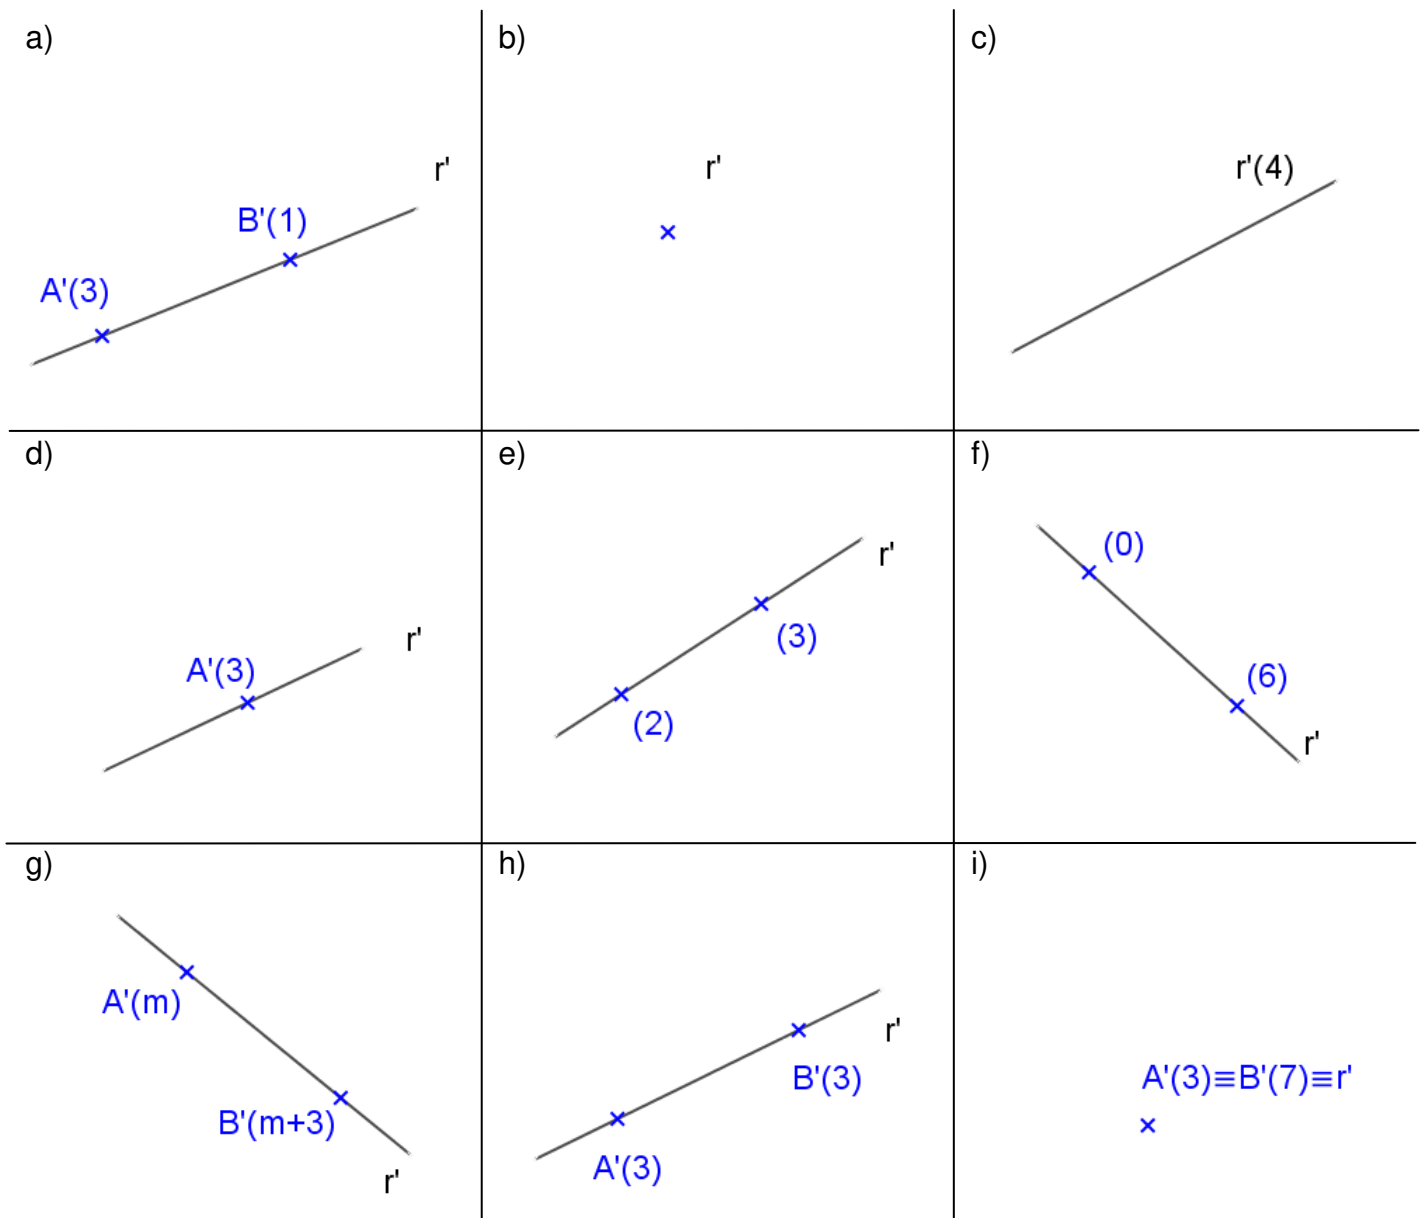 a)
r'
B'(1)
A'(3)
b)
r'
c)
r'(4)
d)
r'
A'(3)
e)
r'
(3)
(2)
f)
(0)
(6)
r'
g)
A'(m)
B'(m+3)
r'
h)
r'
B'(3)
A'(3)
i)
A'(3)≡B'(7)≡r'